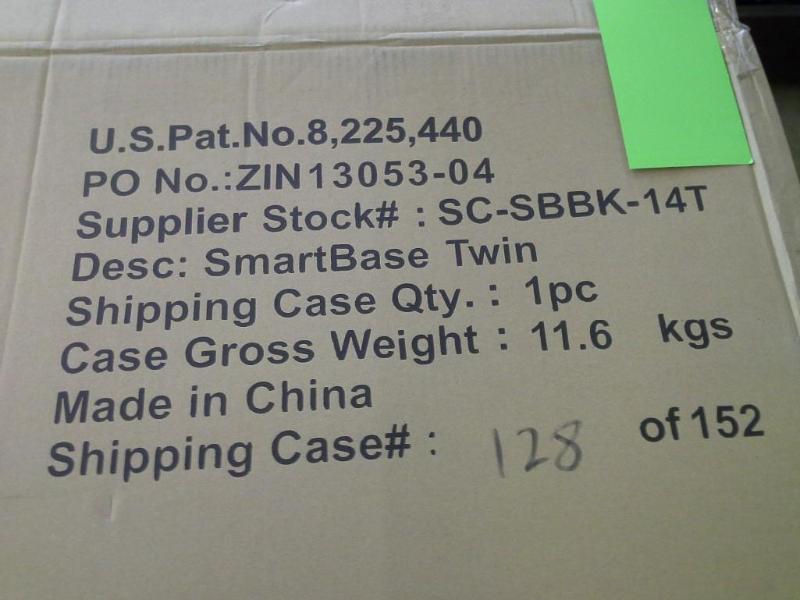 U.S.Pat.No.8,225,440
PO No.:ZIN13053-04
Supplier Stock# : SC-SBBK-14T
Desc: SmartBase Twin
Shipping Case Qty. : 1pc
Case Gross Weight : 11.6 kgs
Made in China
Shipping Case# : 128 of 152